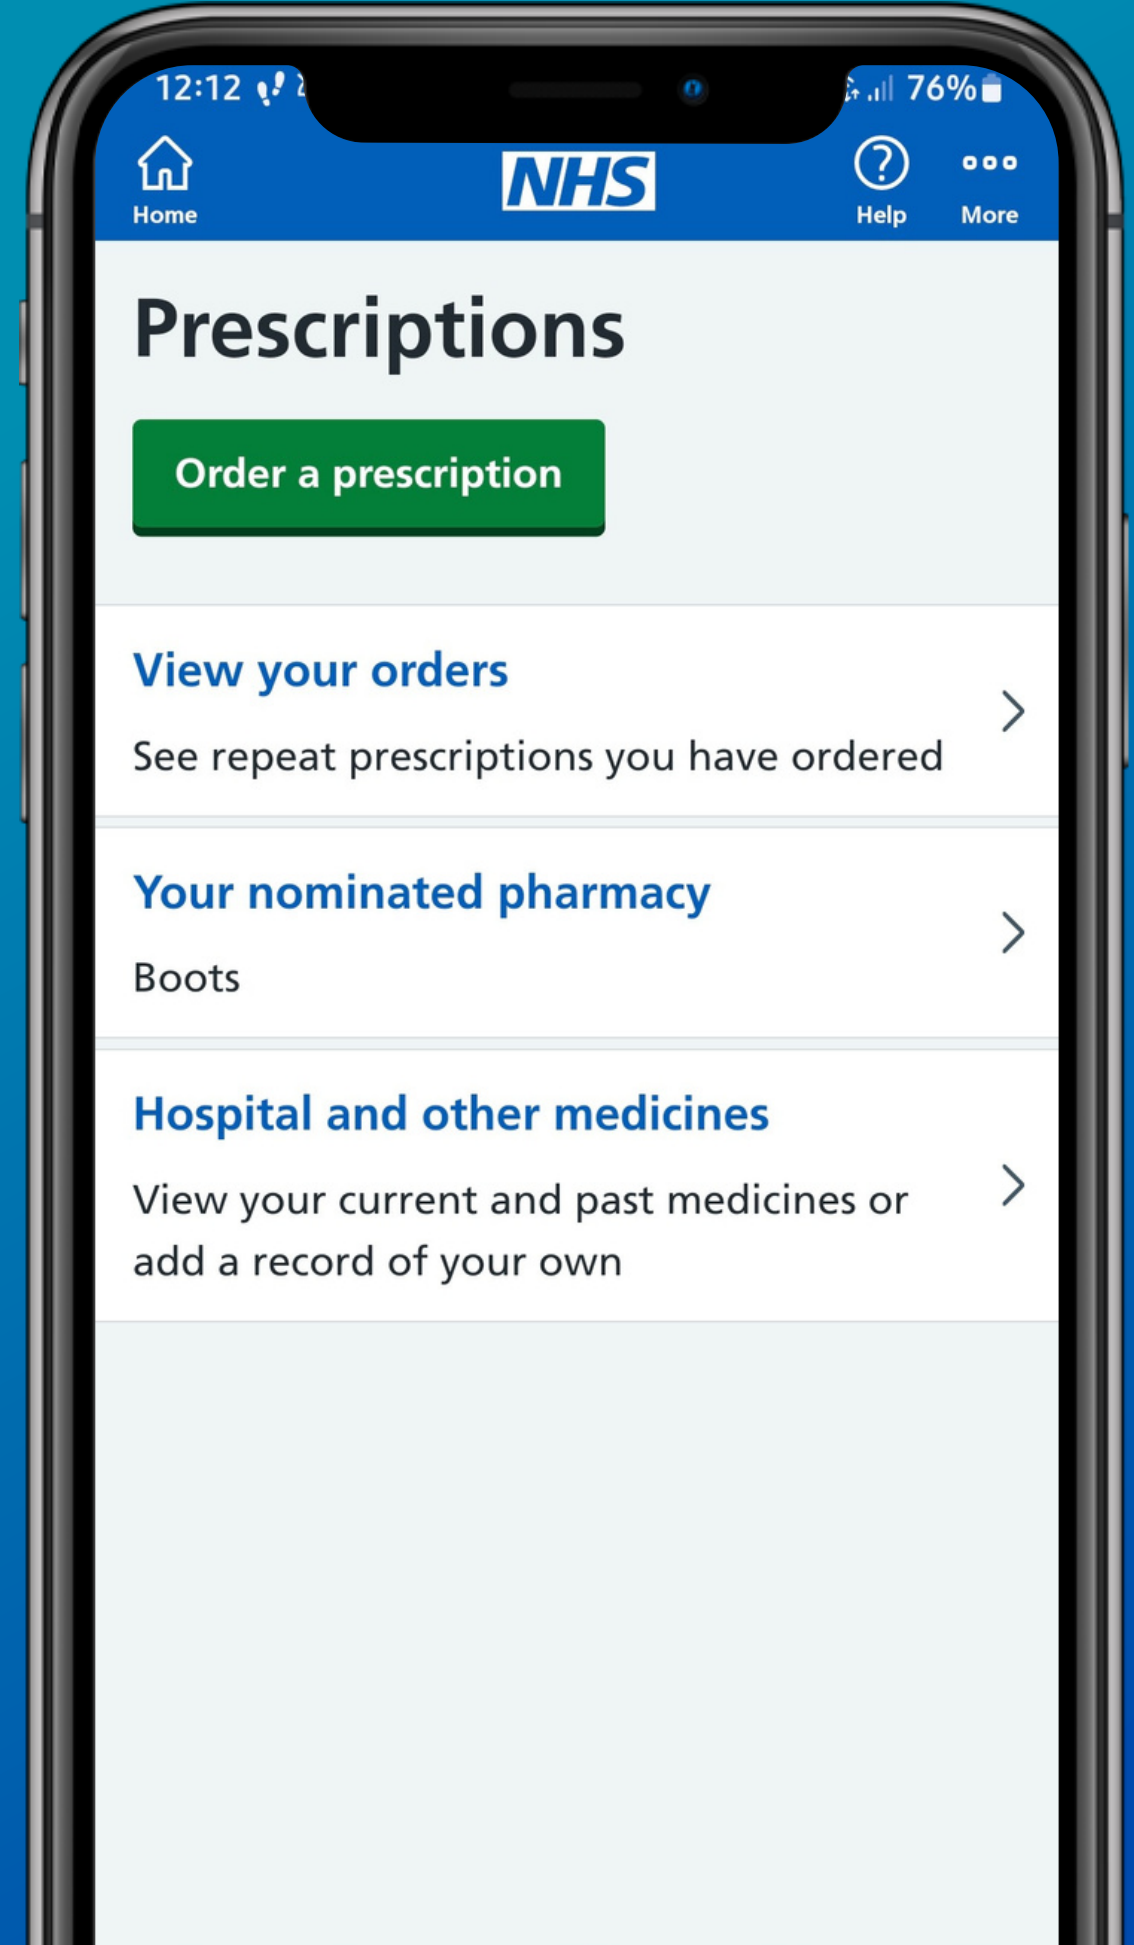 12:12
76%
NHS
Home
Help
More
Prescriptions
Order a prescription
View your orders
See repeat prescriptions you have ordered
Your nominated pharmacy
Boots
Hospital and other medicines
View your current and past medicines or
add a record of your own